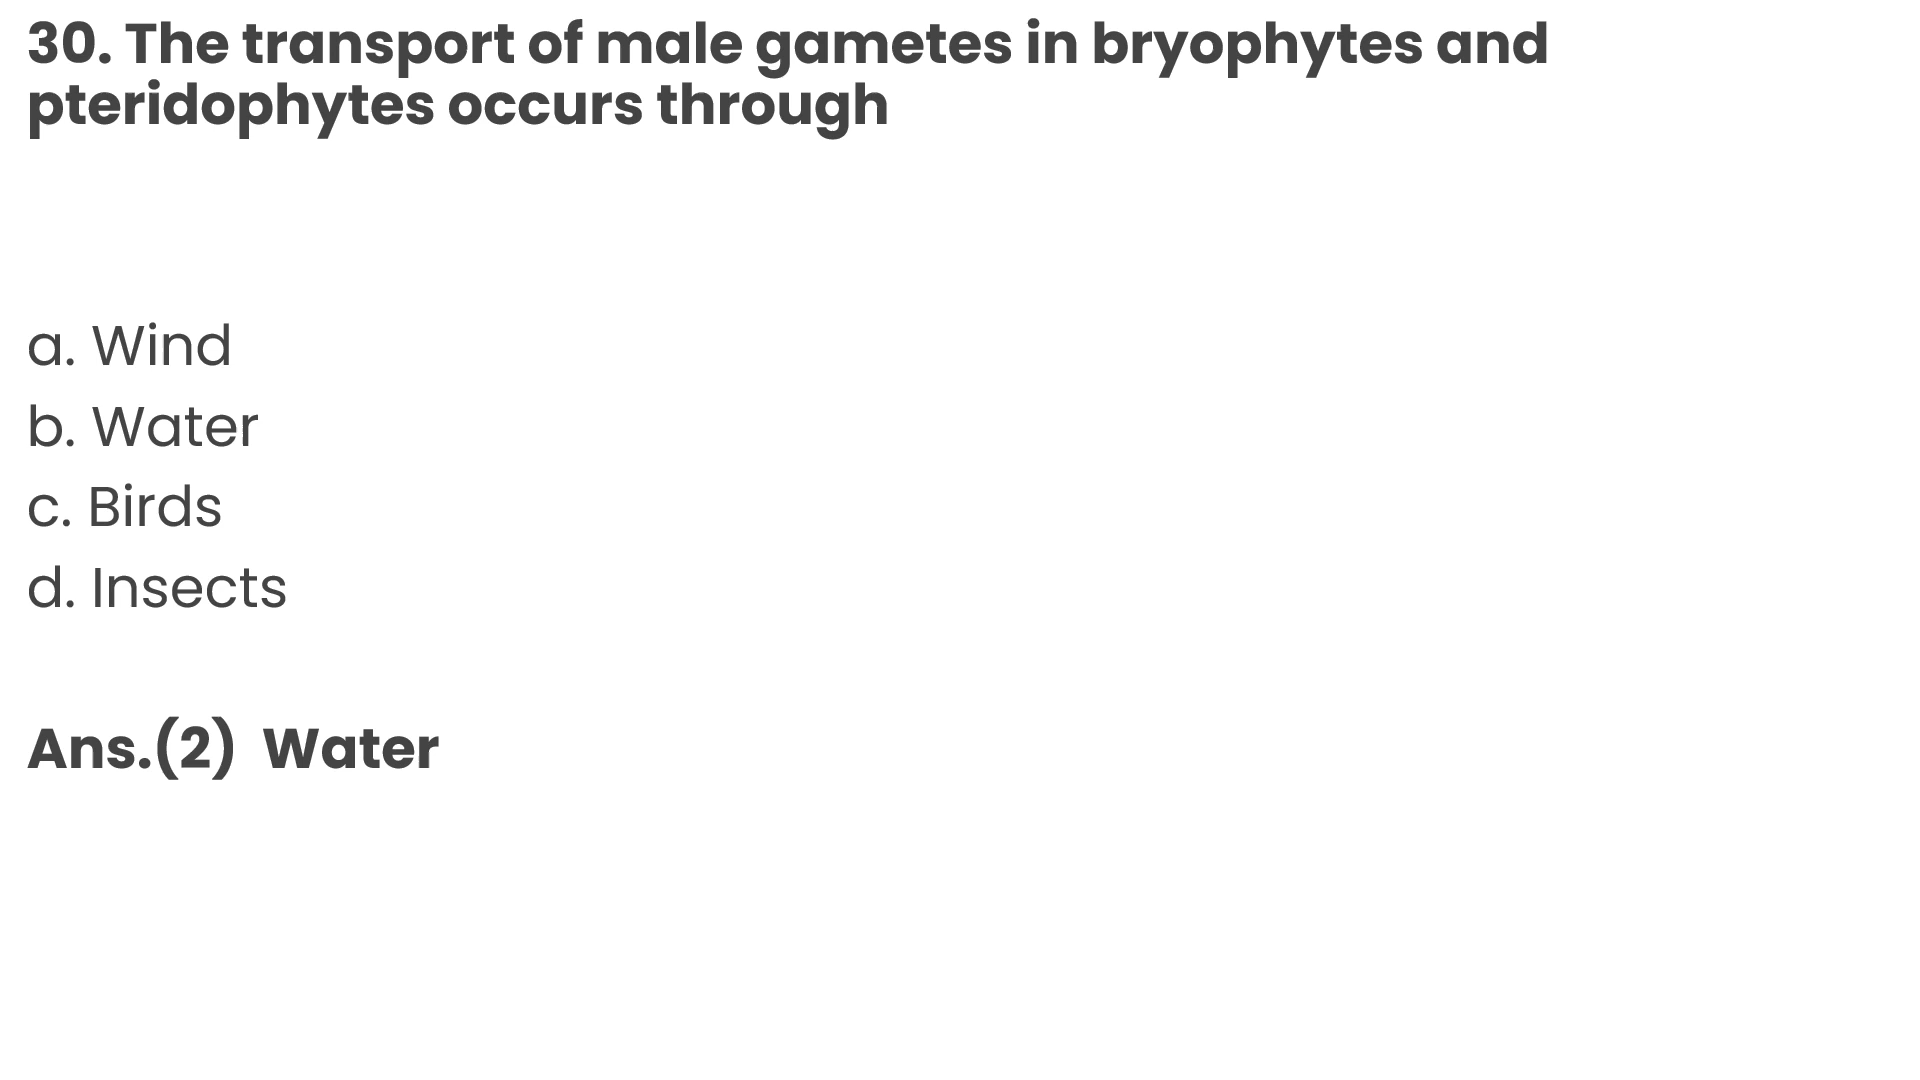 30. The transport of male gametes in bryophytes and
pteridophytes occurs through
a. Wind
b. Water
c. Birds
d. Insects
Ans.(2) Water